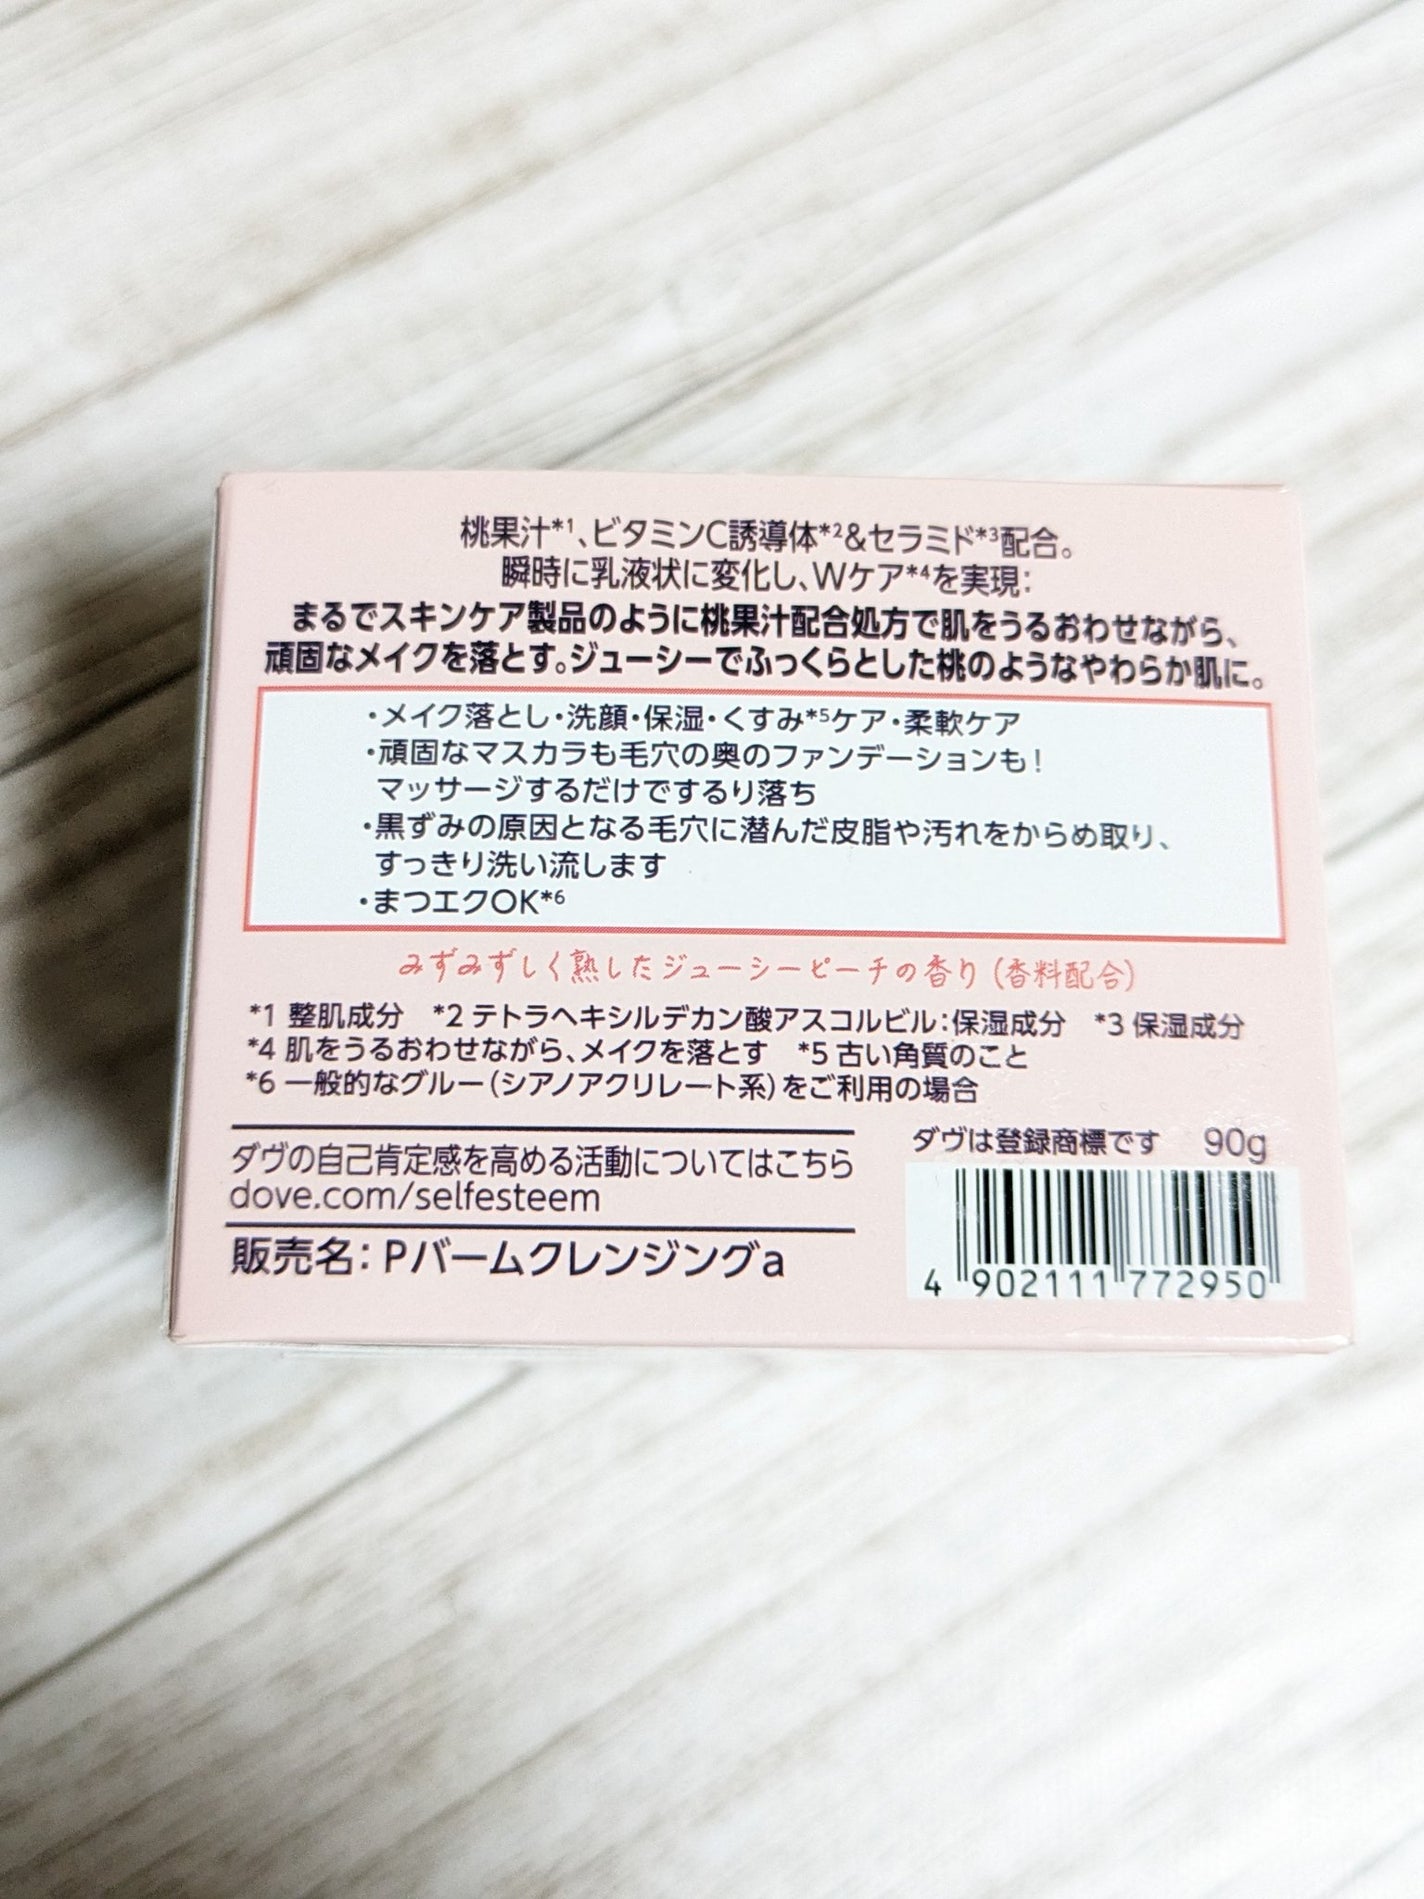 桃果汁*1、ビタミンC誘導体*2&セラミド*3配合。
瞬時に乳液状に変化し、Wケア*4を実現:
まるでスキンケア製品のように桃果汁配合処方で肌をうるおわせながら、
頑固なメイクを落とす。ジューシーでふっくらとした桃のようなやわらか肌に。
・メイク落とし・洗顔・保湿・くすみ*5ケア・柔軟ケア
・頑固なマスカラも毛穴の奥のファンデーションも!
マッサージするだけでするり落ち
・黒ずみの原因となる毛穴に潜んだ皮脂や汚れをからめ取り、
すっきり洗い流します
・まつエクOK*6
みずみずしく熟したジューシーピーチの香り(香料配合)
*1 整肌成分 *2 テトラヘキシルデカン酸アスコルビル:保湿成分 *3 保湿成分
*4 肌をうるおわせながら、メイクを落とす *5 古い角質のこと
*6 一般的なグルー(シアノアクリレート系)をご利用の場合
ダヴの自己肯定感を高める活動についてはこちら
dove.com/selfesteem
販売名:Pバームクレンジングa
ダヴは登録商標です 90g
4 902111 772950